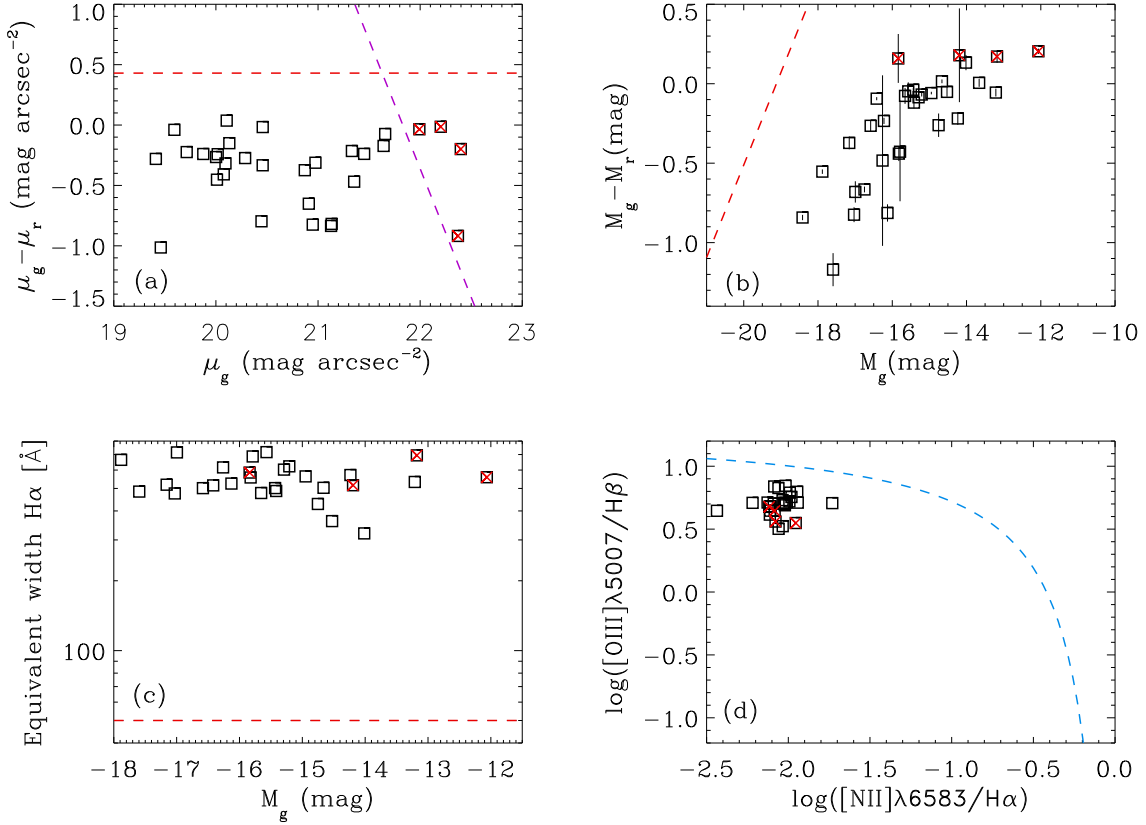 1.0
0.5
0.0
−0.5
−1.0
−1.5
μg−μr (mag arcsec−2)
(a)
19 20 21 22 23
μg (mag arcsec−2)
0.5
0.0
−0.5
−1.0
Mg−Mr(mag)
(b)
−20 −18 −16 −14 −12 −10
Mg(mag)
Equivalent width Hα [Å]
100
(c)
−18 −17 −16 −15 −14 −13 −12
Mg (mag)
1.0
0.5
0.0
−0.5
−1.0
log([OIII]λ5007/Hβ)
(d)
−2.5 −2.0 −1.5 −1.0 −0.5 0.0
log([NII]λ6583/Hα)